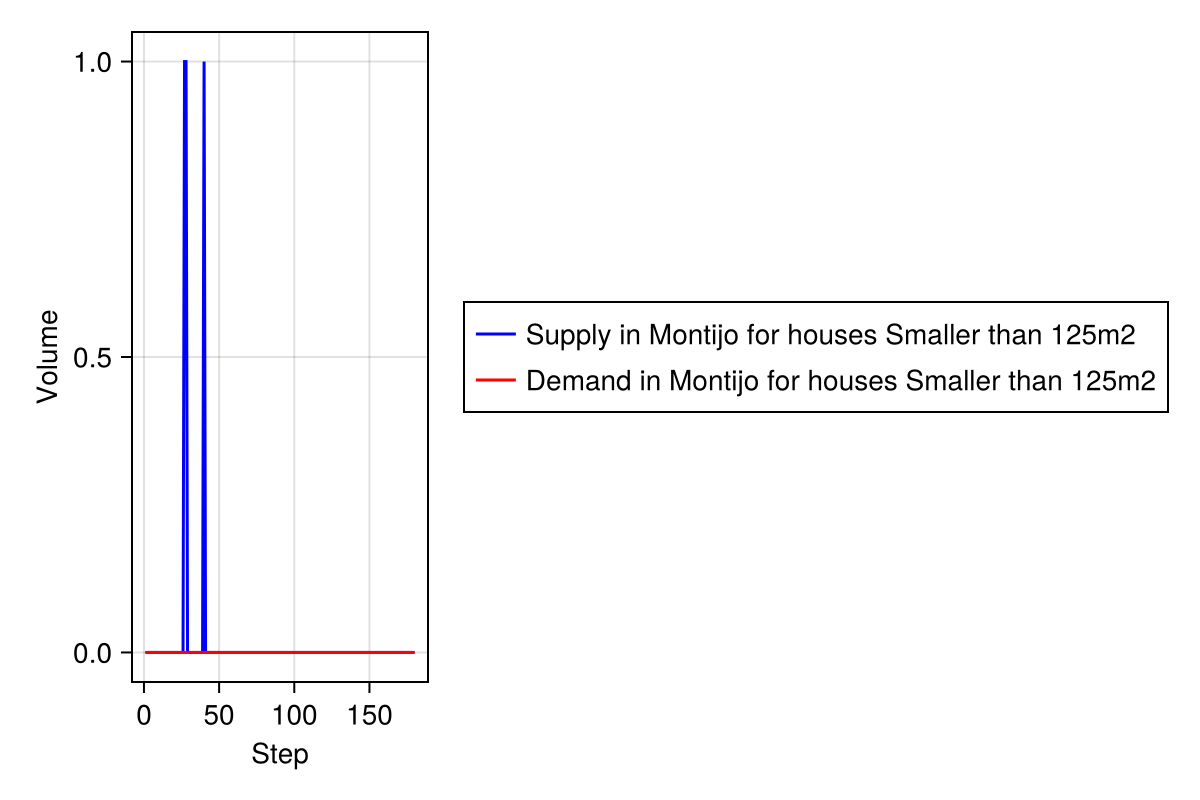 1.0
0.5
0.0
Volume
0 50 100 150
Step
Supply in Montijo for houses Smaller than 125m2
Demand in Montijo for houses Smaller than 125m2